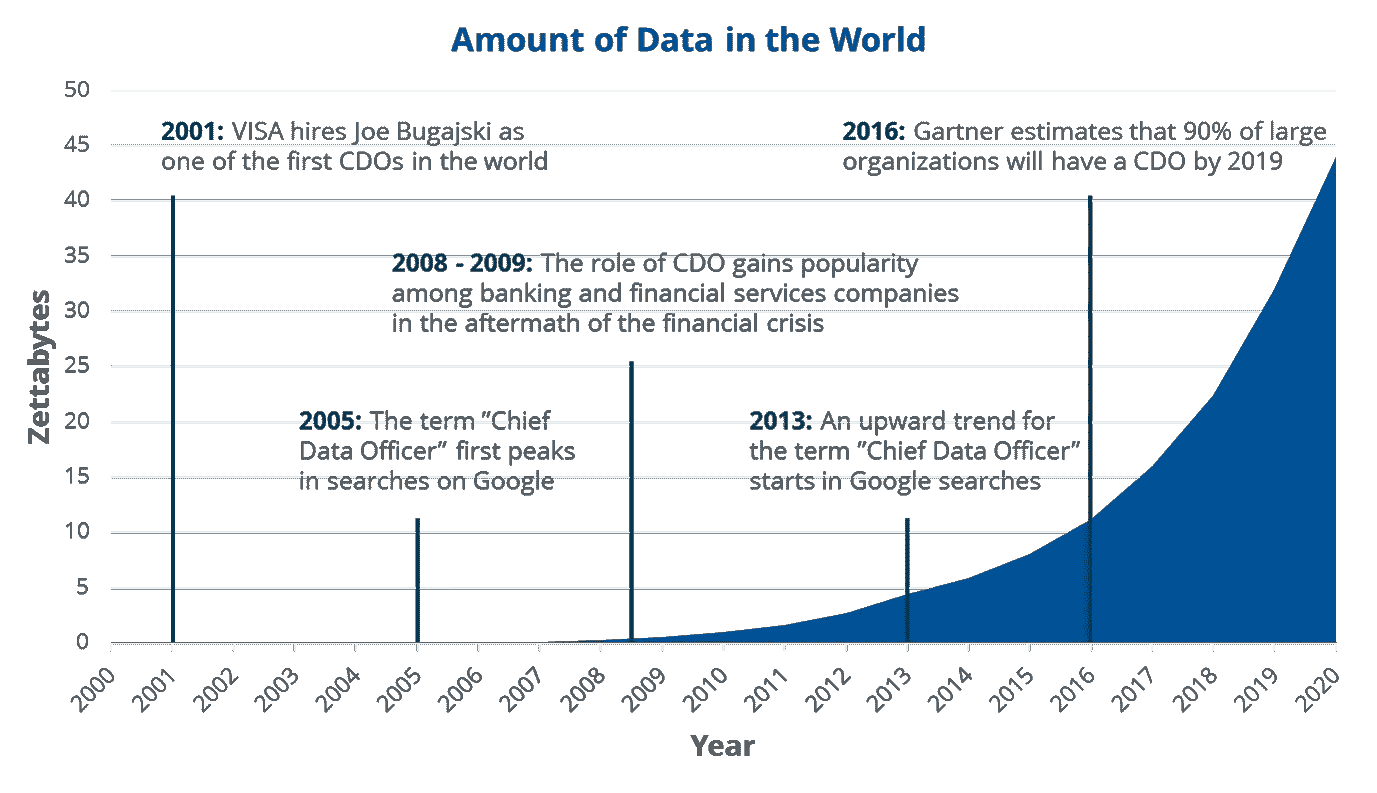 Amount of Data in the World
50
45
40
35
30
25
20
15
10
5
0
Zettabytes
2001: VISA hires Joe Bugajski as
one of the first CDOs in the world
2016: Gartner estimates that 90% of large
organizations will have a CDO by 2019
2008 - 2009: The role of CDO gains popularity
among banking and financial services companies
in the aftermath of the financial crisis
2005: The term ”Chief
Data Officer” first peaks
in searches on Google
2013: An upward trend for
the term ”Chief Data Officer”
starts in Google searches
2000 2001 2002 2003 2004 2005 2006 2007 2008 2009 2010 2011 2012 2013 2014 2015 2016 2017 2018 2019 2020
Year